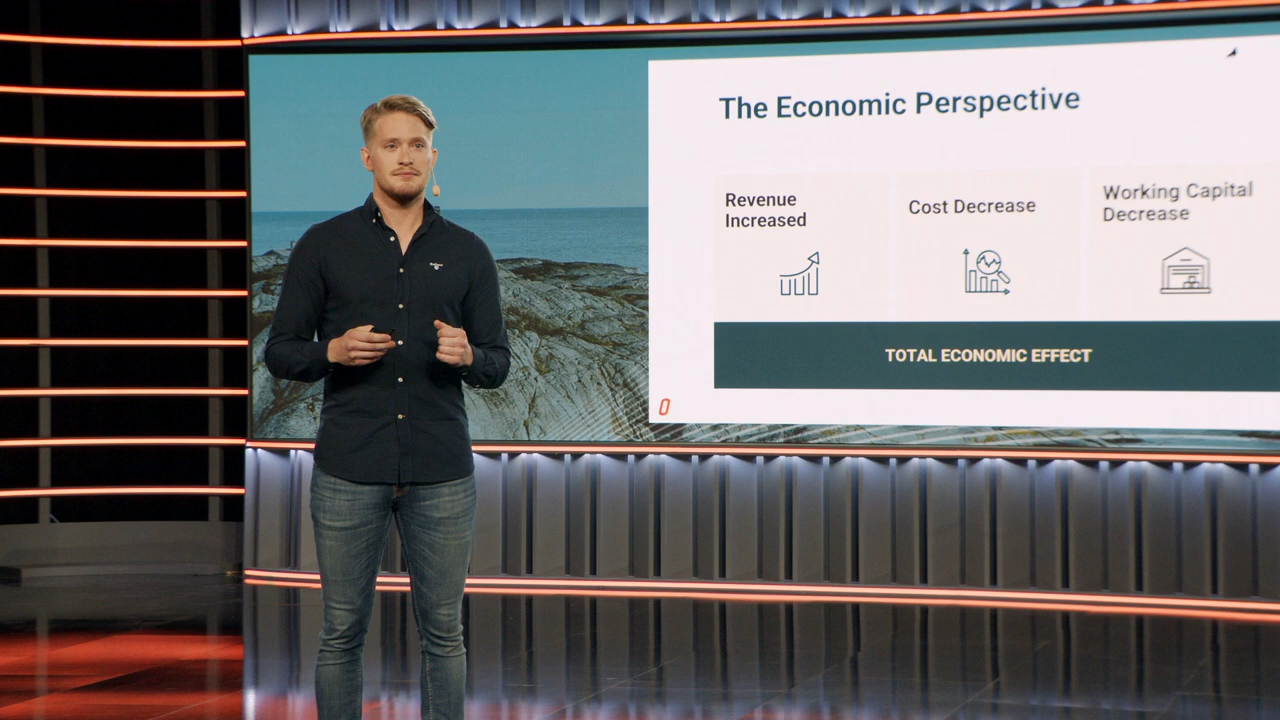 The Economic Perspective
Revenue
Increased
Cost Decrease
Working Capital
Decrease
TOTAL ECONOMIC EFFECT